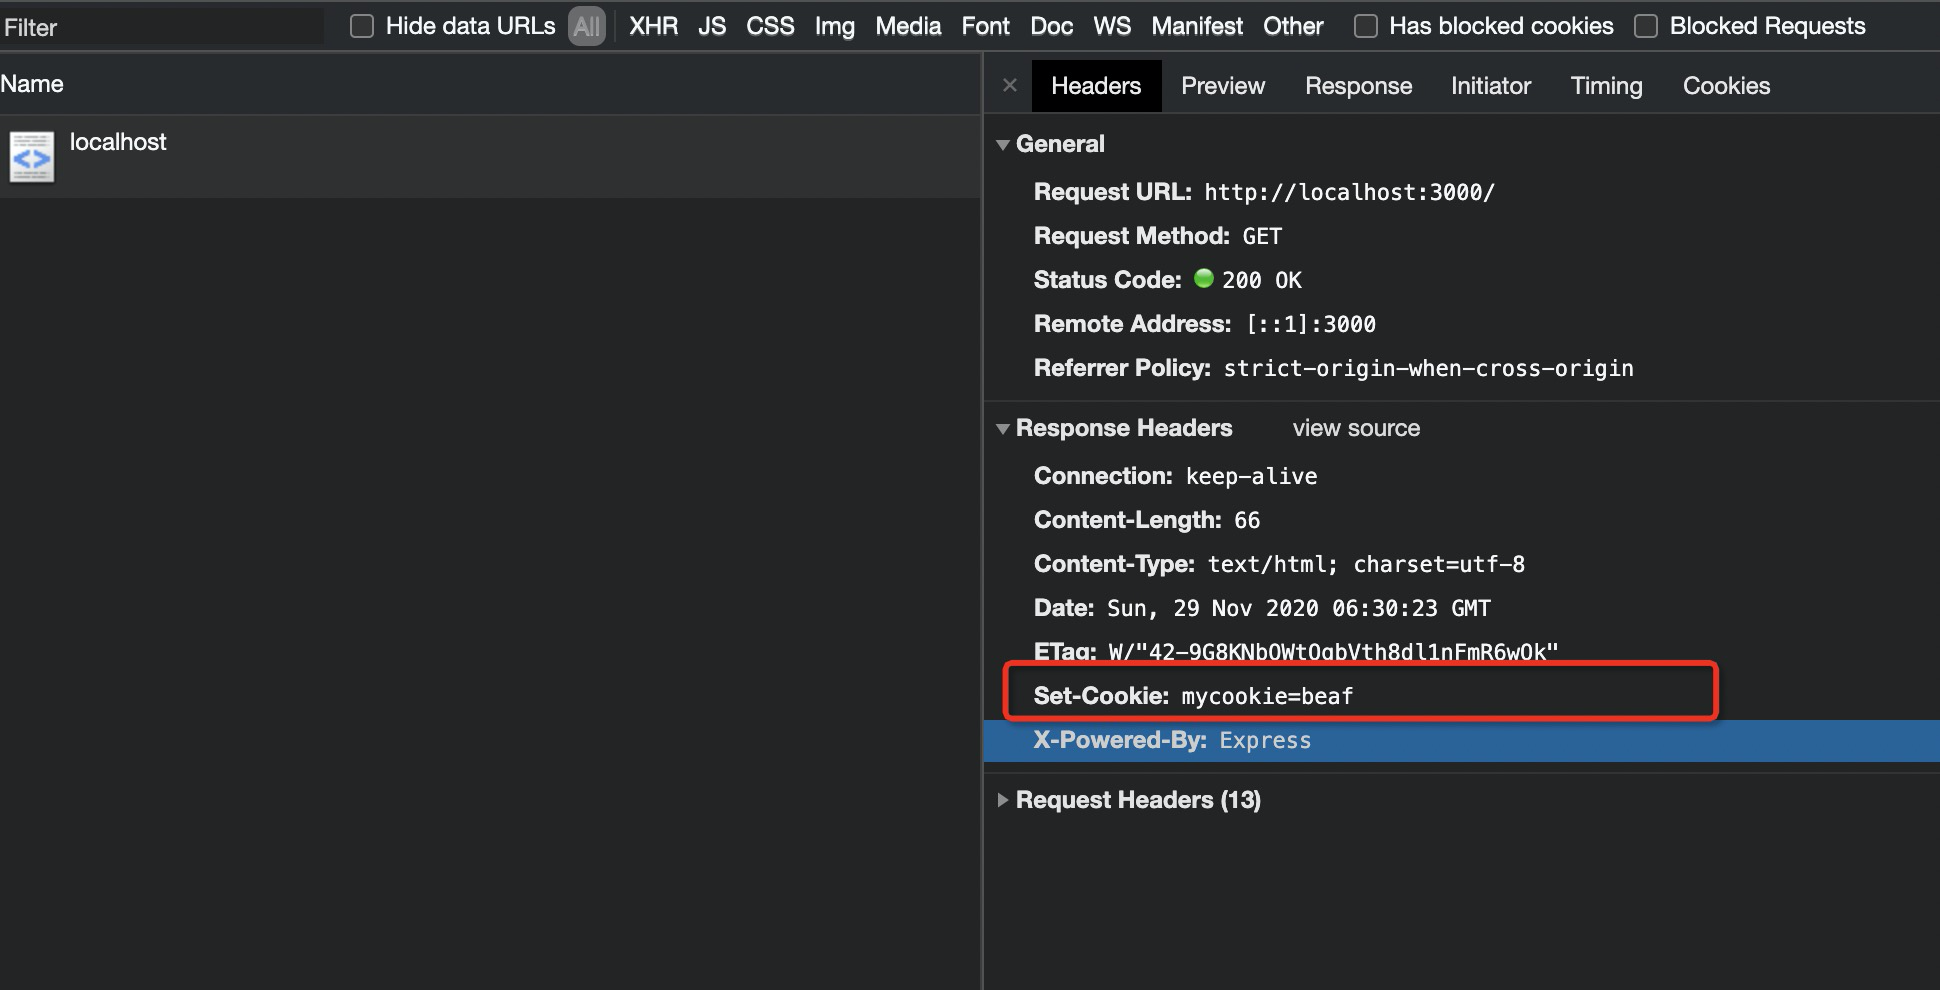 Filter Hide data URLs All XHR JS CSS Img Media Font Doc WS Manifest Other Has blocked cookies Blocked Requests
Name
localhost
× Headers Preview Response Initiator Timing Cookies
General
Request URL: http://localhost:3000/
Request Method: GET
Status Code: 200 OK
Remote Address: [::1]:3000
Referrer Policy: strict-origin-when-cross-origin
Response Headers view source
Connection: keep-alive
Content-Length: 66
Content-Type: text/html; charset=utf-8
Date: Sun, 29 Nov 2020 06:30:23 GMT
ETag:
Set-Cookie: mycookie=beaf
X-Powered-By: Express
Request Headers (13)